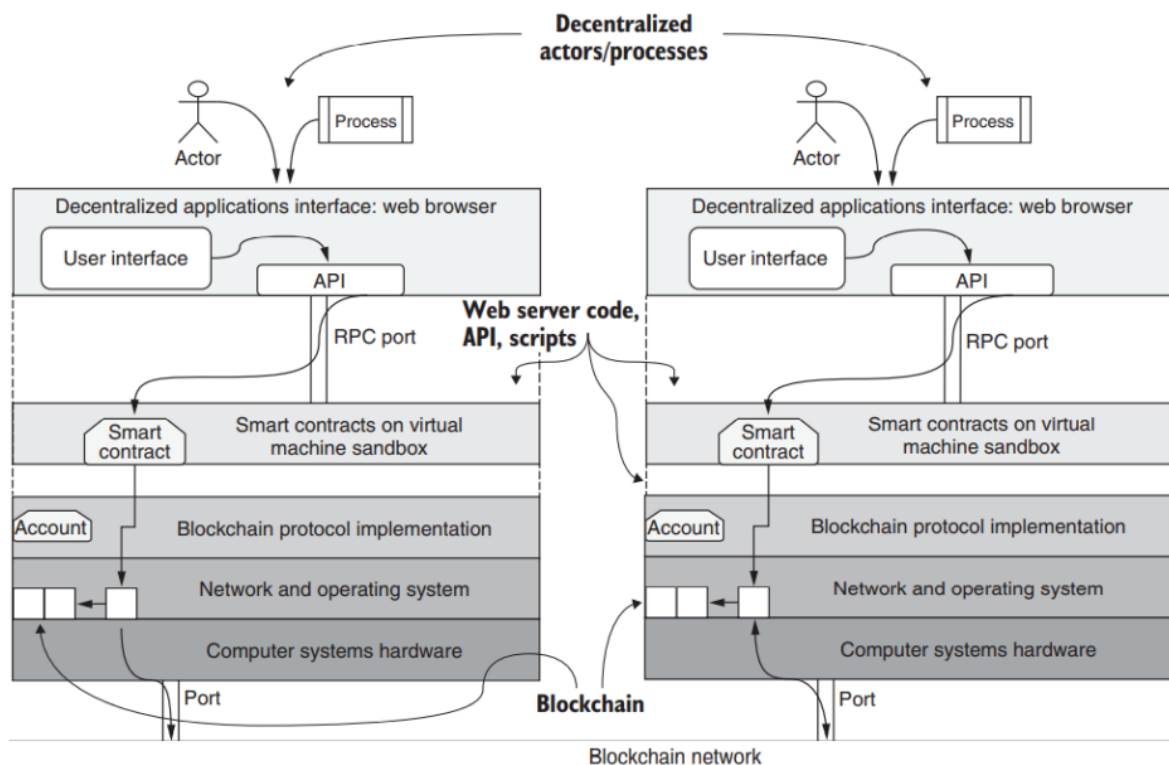 Decentralized
actors/processes
Process
Actor
Process
Actor
Decentralized applications interface: web browser
User interface
API
Decentralized applications interface: web browser
User interface
API
Web server code,
API, scripts
RPC port
RPC port
Smart
contract
Smart contracts on virtual
machine sandbox
Smart
contract
Smart contracts on virtual
machine sandbox
Account
Blockchain protocol implementation
Account
Blockchain protocol implementation
Network and operating system
Network and operating system
Computer systems hardware
Computer systems hardware
Port
Blockchain
Port
Blockchain network